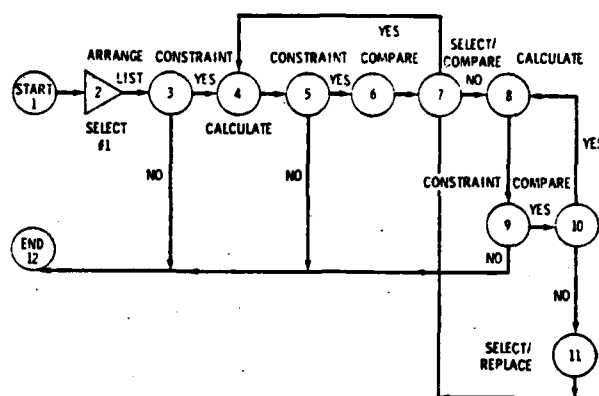 YES
ARRANGE
CONSTRAINT
CONSTRAINT
COMPARE
SELECT/
COMPARE
CALCULATE
START
1
2
LIST
3
YES
4
5
YES
6
7
NO
8
SELECT
#1
CALCULATE
NO
NO
YES
CONSTRAINT
COMPARE
9
YES
10
END
12
NO
NO
SELECT/
REPLACE
11